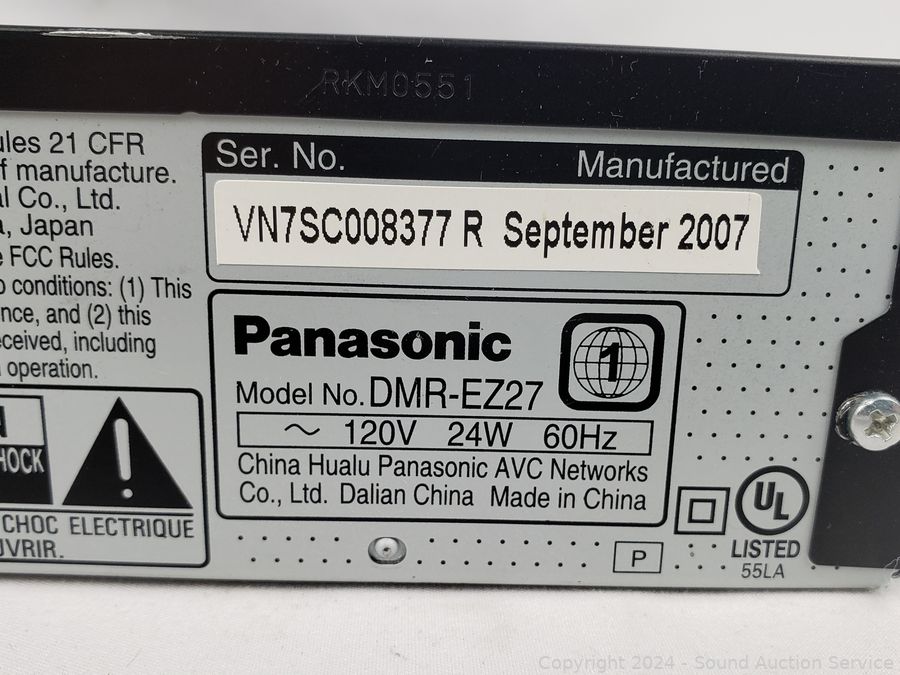 RKM0551
ules 21 CFR
f manufacture.
al Co., Ltd.
a, Japan
e FCC Rules.
o conditions: (1) This
nce, and (2) this
eceived, including
operation.
HOCK
CHOC ELECTRIQUE
UVRIR.
Ser. No. Manufactured
VN7SC008377 R September 2007
Panasonic
1
Model No. DMR-EZ27
～ 120V 24W 60Hz
China Hualu Panasonic AVC Networks
Co., Ltd. Dalian China Made in China
P
UL
LISTED
55LA
Copyright 2024 - Sound Auction Service